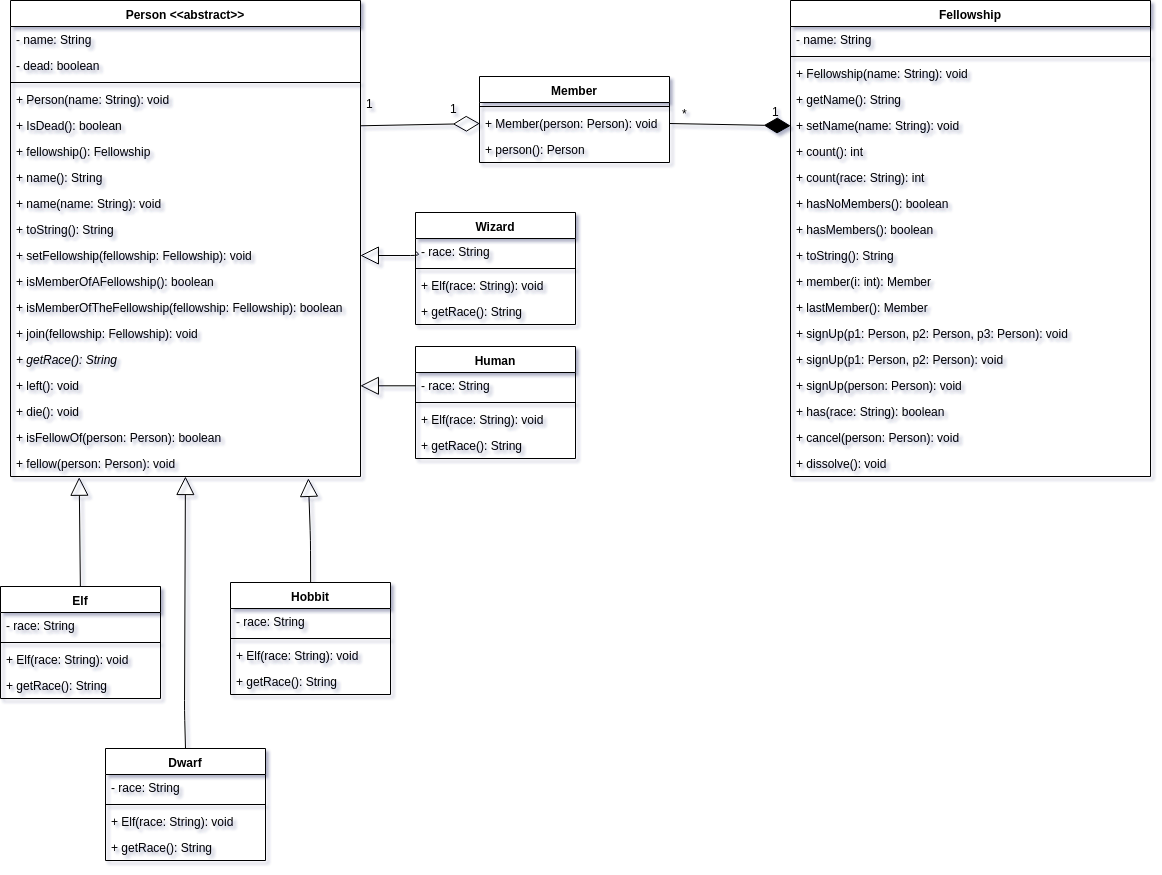 Person <<abstract>>
- name: String
- dead: boolean
+ Person(name: String): void
+ IsDead(): boolean
+ fellowship(): Fellowship
+ name(): String
+ name(name: String): void
+ toString(): String
+ setFellowship(fellowship: Fellowship): void
+ isMemberOfAFellowship(): boolean
+ isMemberOfTheFellowship(fellowship: Fellowship): boolean
+ join(fellowship: Fellowship): void
+ getRace(): String
+ left(): void
+ die(): void
+ isFellowOf(person: Person): boolean
+ fellow(person: Person): void
1
1
Member
+ Member(person: Person): void
+ person(): Person
*
1
Fellowship
- name: String
+ Fellowship(name: String): void
+ getName(): String
+ setName(name: String): void
+ count(): int
+ count(race: String): int
+ hasNoMembers(): boolean
+ hasMembers(): boolean
+ toString(): String
+ member(i: int): Member
+ lastMember(): Member
+ signUp(p1: Person, p2: Person, p3: Person): void
+ signUp(p1: Person, p2: Person): void
+ signUp(person: Person): void
+ has(race: String): boolean
+ cancel(person: Person): void
+ dissolve(): void
Wizard
- race: String
+ Elf(race: String): void
+ getRace(): String
Human
- race: String
+ Elf(race: String): void
+ getRace(): String
Elf
- race: String
+ Elf(race: String): void
+ getRace(): String
Hobbit
- race: String
+ Elf(race: String): void
+ getRace(): String
Dwarf
- race: String
+ Elf(race: String): void
+ getRace(): String